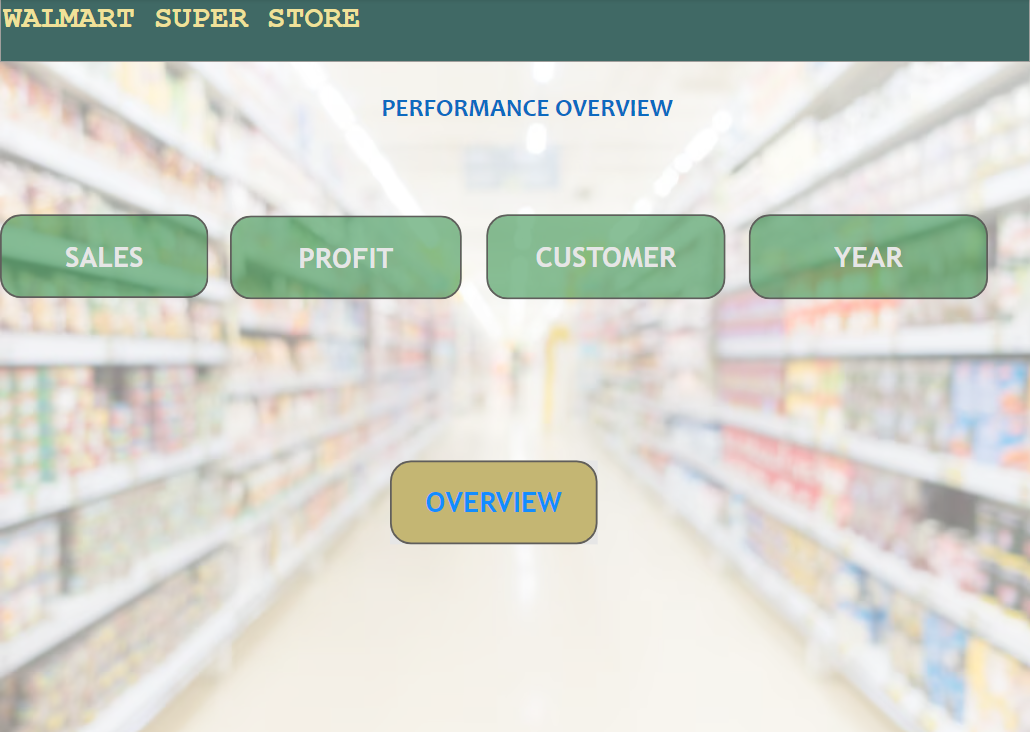 WALMART SUPER STORE
PERFORMANCE OVERVIEW
SALES
PROFIT
CUSTOMER
YEAR
OVERVIEW